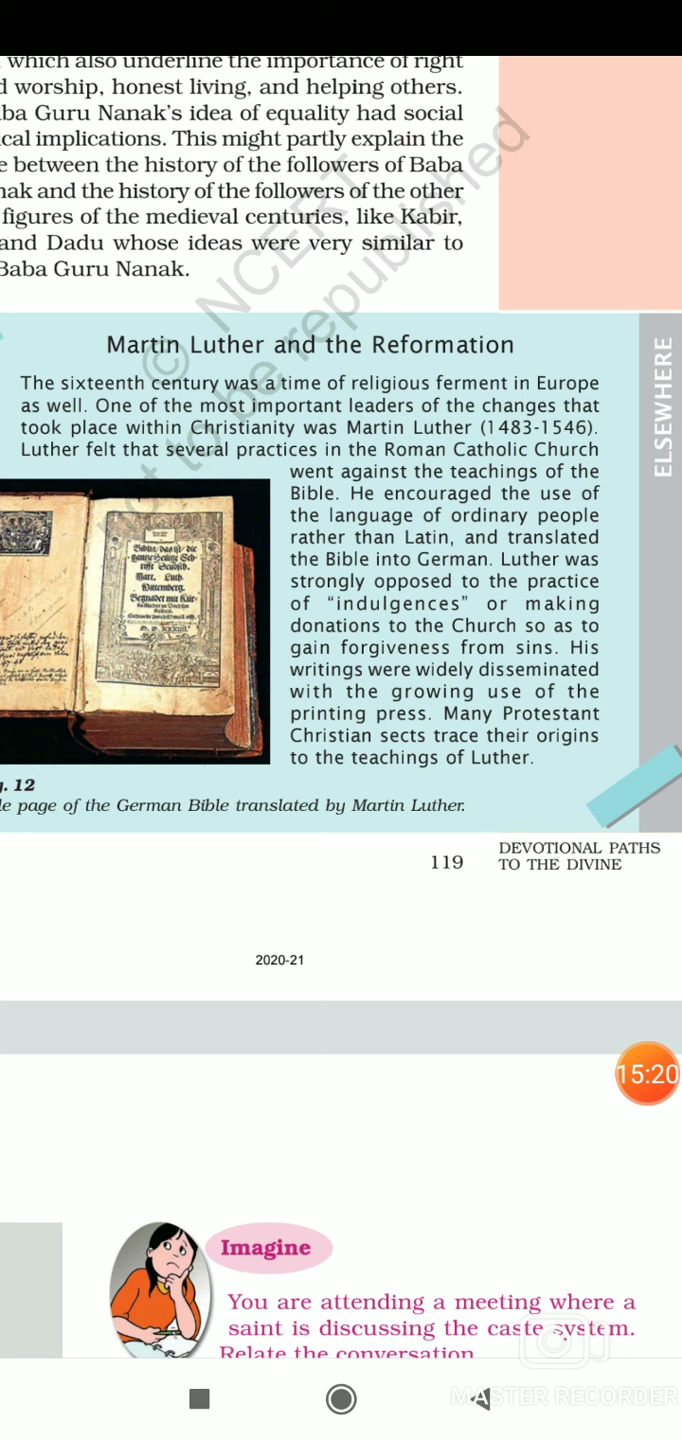 which also underline the importance of right
worship, honest living, and helping others.
Guru Nanak's idea of equality had social
implications. This might partly explain the
between the history of the followers of Baba
and the history of the followers of the other
figures of the medieval centuries, like Kabir,
and Dadu whose ideas were very similar to
Baba Guru Nanak.
© NCERT
not to be republished
Martin Luther and the Reformation
The sixteenth century was a time of religious ferment in Europe
as well. One of the most important leaders of the changes that
took place within Christianity was Martin Luther (1483-1546).
Luther felt that several practices in the Roman Catholic Church
went against the teachings of the
Bible. He encouraged the use of
the language of ordinary people
rather than Latin, and translated
the Bible into German. Luther was
strongly opposed to the practice
of “indulgences” or making
donations to the Church so as to
gain forgiveness from sins. His
writings were widely disseminated
with the growing use of the
printing press. Many Protestant
Christian sects trace their origins
to the teachings of Luther.
ELSEWHERE
12
page of the German Bible translated by Martin Luther.
119
DEVOTIONAL PATHS
TO THE DIVINE
2020-21
15:20
Imagine
You are attending a meeting where a
saint is discussing the caste system.
Relate the conversation
MASTER RECORDER